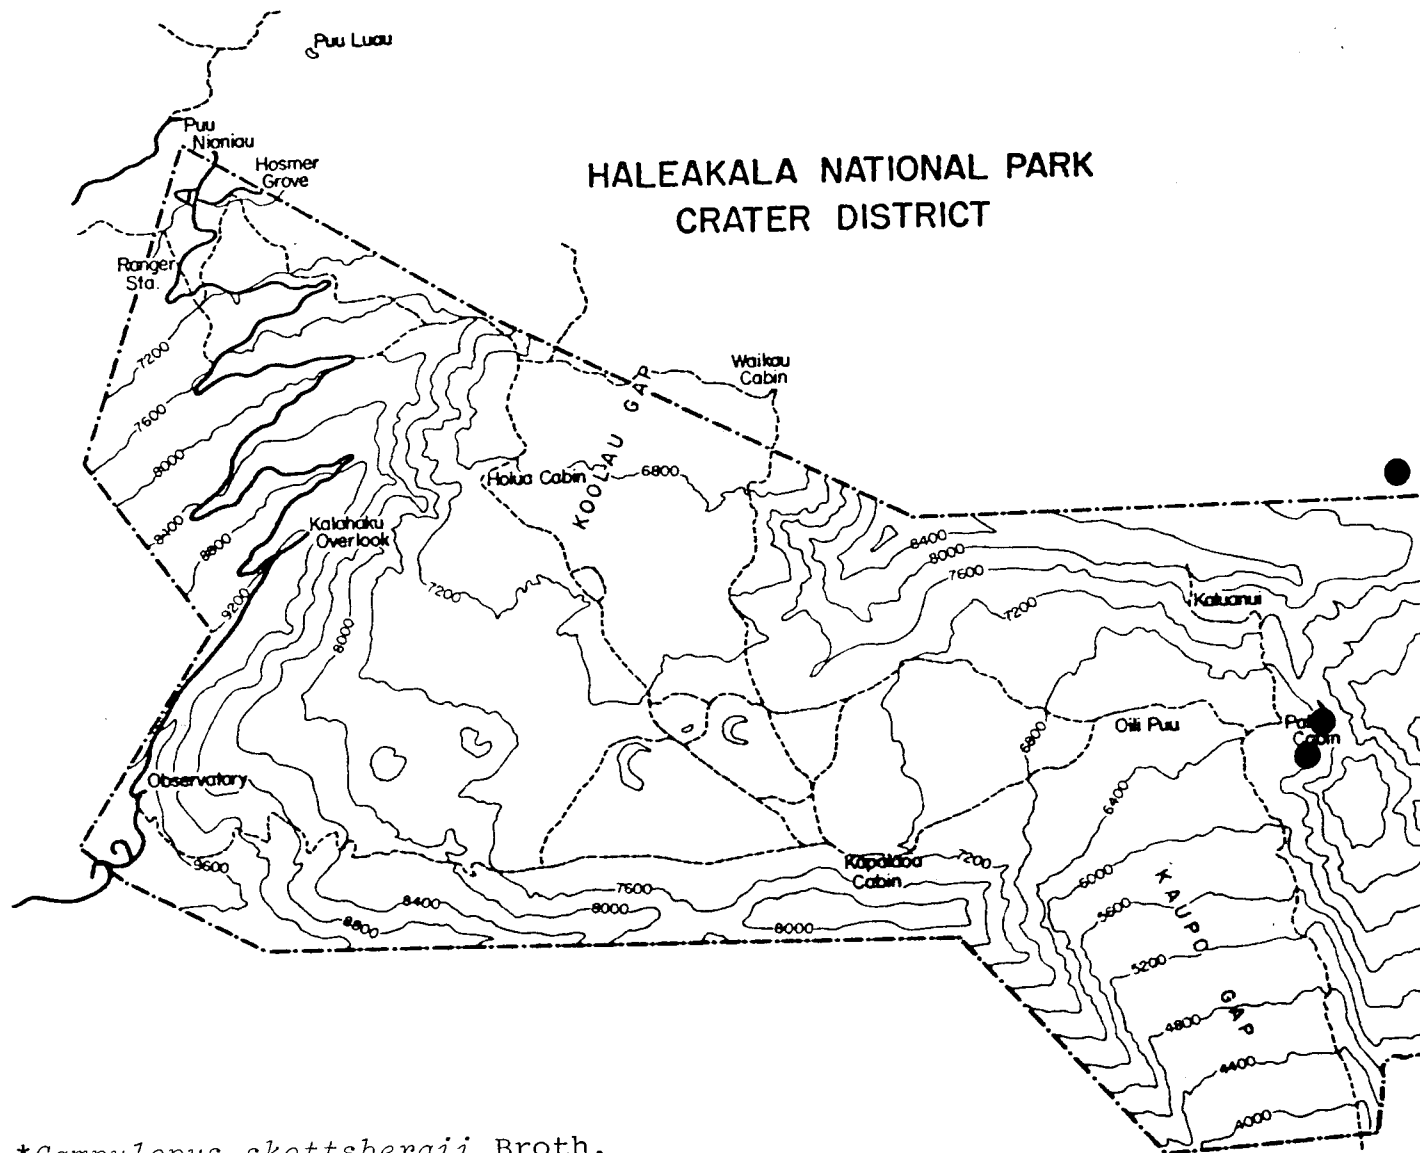 Puu Luau
Puu
Nianiau
Hosmer
Grove
HALEAKALA NATIONAL PARK
CRATER DISTRICT
Ranger
Sta.
7200
7600
8000
8400
8800
9200
Waikau
Cabin
KOOLAU GAP
Holua Cabin
6800
Kalahaku
Overlook
7200
8000
8400
8000
7600
7200
Kaluanui
6800
Oili Puu
Cabin
6400
Observatory
9600
8800
8400
7600
8000
8000
Kapalaoa
Cabin
7200
6000
5600
5200
4800
4400
4000
KAUPO
GAP
*Campylopus skottsbergii Broth.